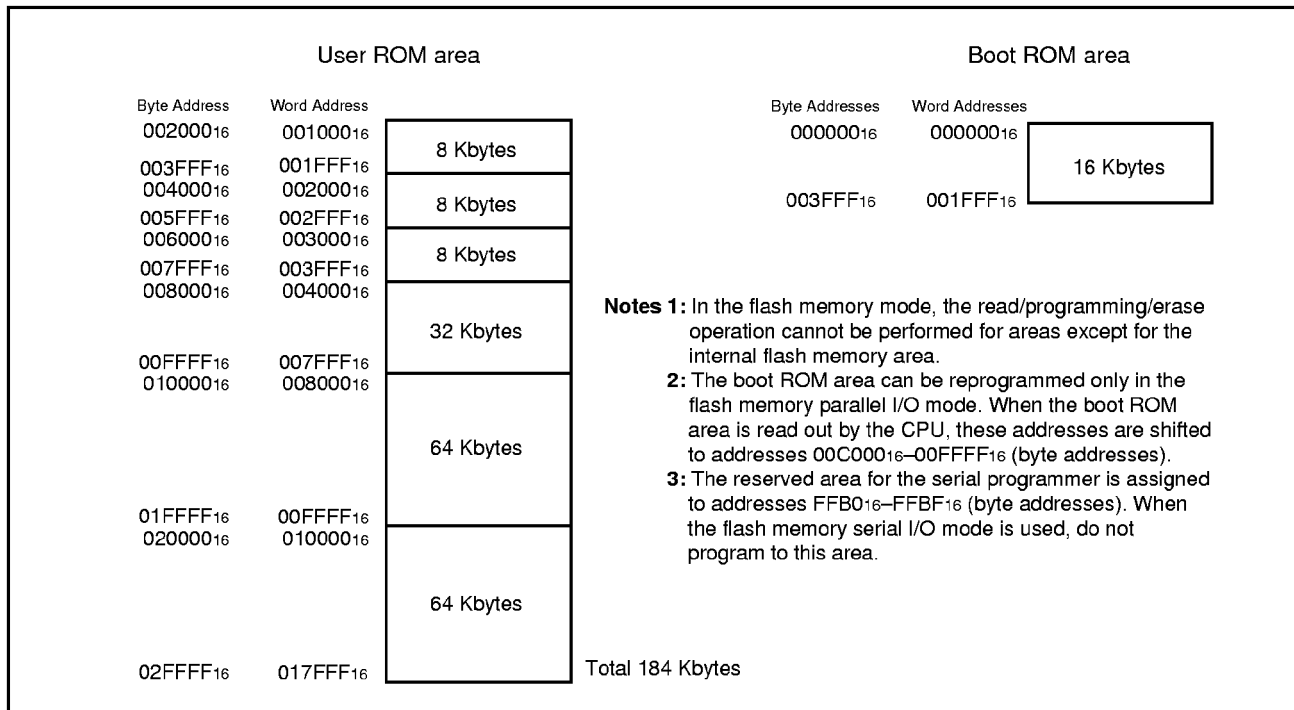 User ROM area
Byte Address Word Address
002000₁₆ 001000₁₆
8 Kbytes
003FFF₁₆ 001FFF₁₆
004000₁₆ 002000₁₆
8 Kbytes
005FFF₁₆ 002FFF₁₆
006000₁₆ 003000₁₆
8 Kbytes
007FFF₁₆ 003FFF₁₆
008000₁₆ 004000₁₆
32 Kbytes
00FFFF₁₆ 007FFF₁₆
010000₁₆ 008000₁₆
64 Kbytes
01FFFF₁₆ 00FFFF₁₆
020000₁₆ 010000₁₆
64 Kbytes
02FFFF₁₆ 017FFF₁₆
Total 184 Kbytes
Boot ROM area
Byte Addresses Word Addresses
000000₁₆ 000000₁₆
16 Kbytes
003FFF₁₆ 001FFF₁₆
Notes 1: In the flash memory mode, the read/programming/erase
operation cannot be performed for areas except for the
internal flash memory area.
2: The boot ROM area can be reprogrammed only in the
flash memory parallel I/O mode. When the boot ROM
area is read out by the CPU, these addresses are shifted
to addresses 00C000₁₆–00FFFF₁₆ (byte addresses).
3: The reserved area for the serial programmer is assigned
to addresses FFB0₁₆–FFBF₁₆ (byte addresses). When
the flash memory serial I/O mode is used, do not
program to this area.